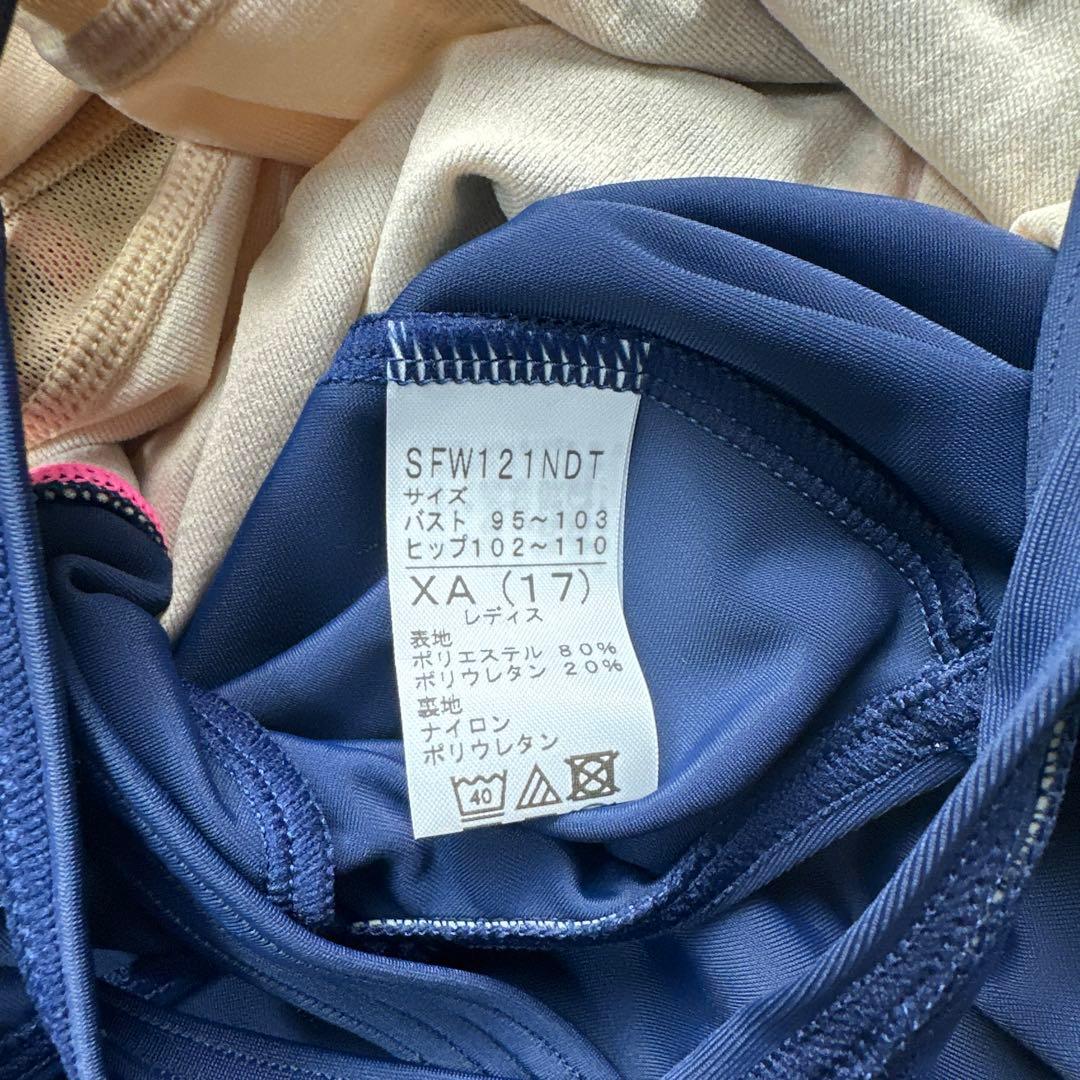 SFW121NDT
サイズ
バスト 95~103
ヒップ102~110
XA (17)
レディス
表地
ポリエステル 80%
ポリウレタン 20%
裏地
ナイロン
ポリウレタン
40